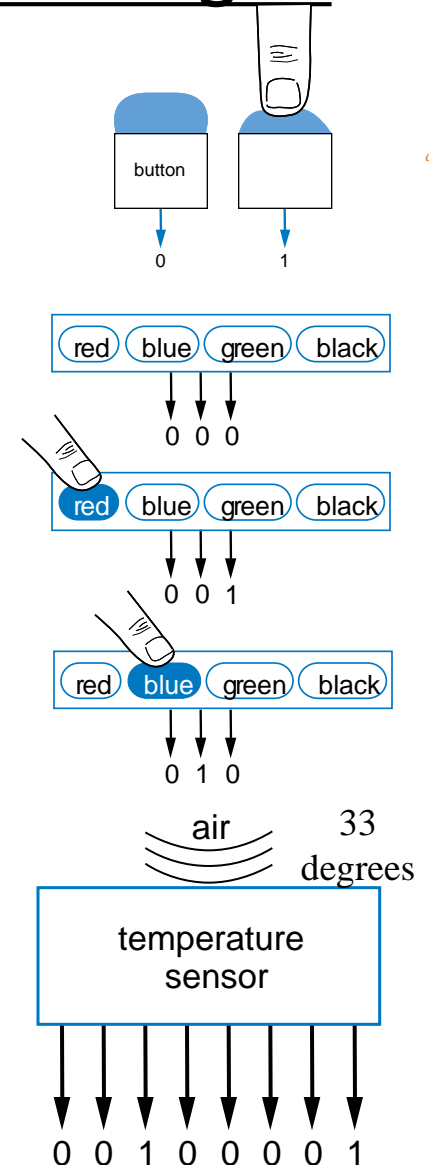 button
0 1
red blue green black
0 0 0
red blue green black
0 0 1
red blue green black
0 1 0
air 33
degrees
temperature
sensor
0 0 1 0 0 0 0 1